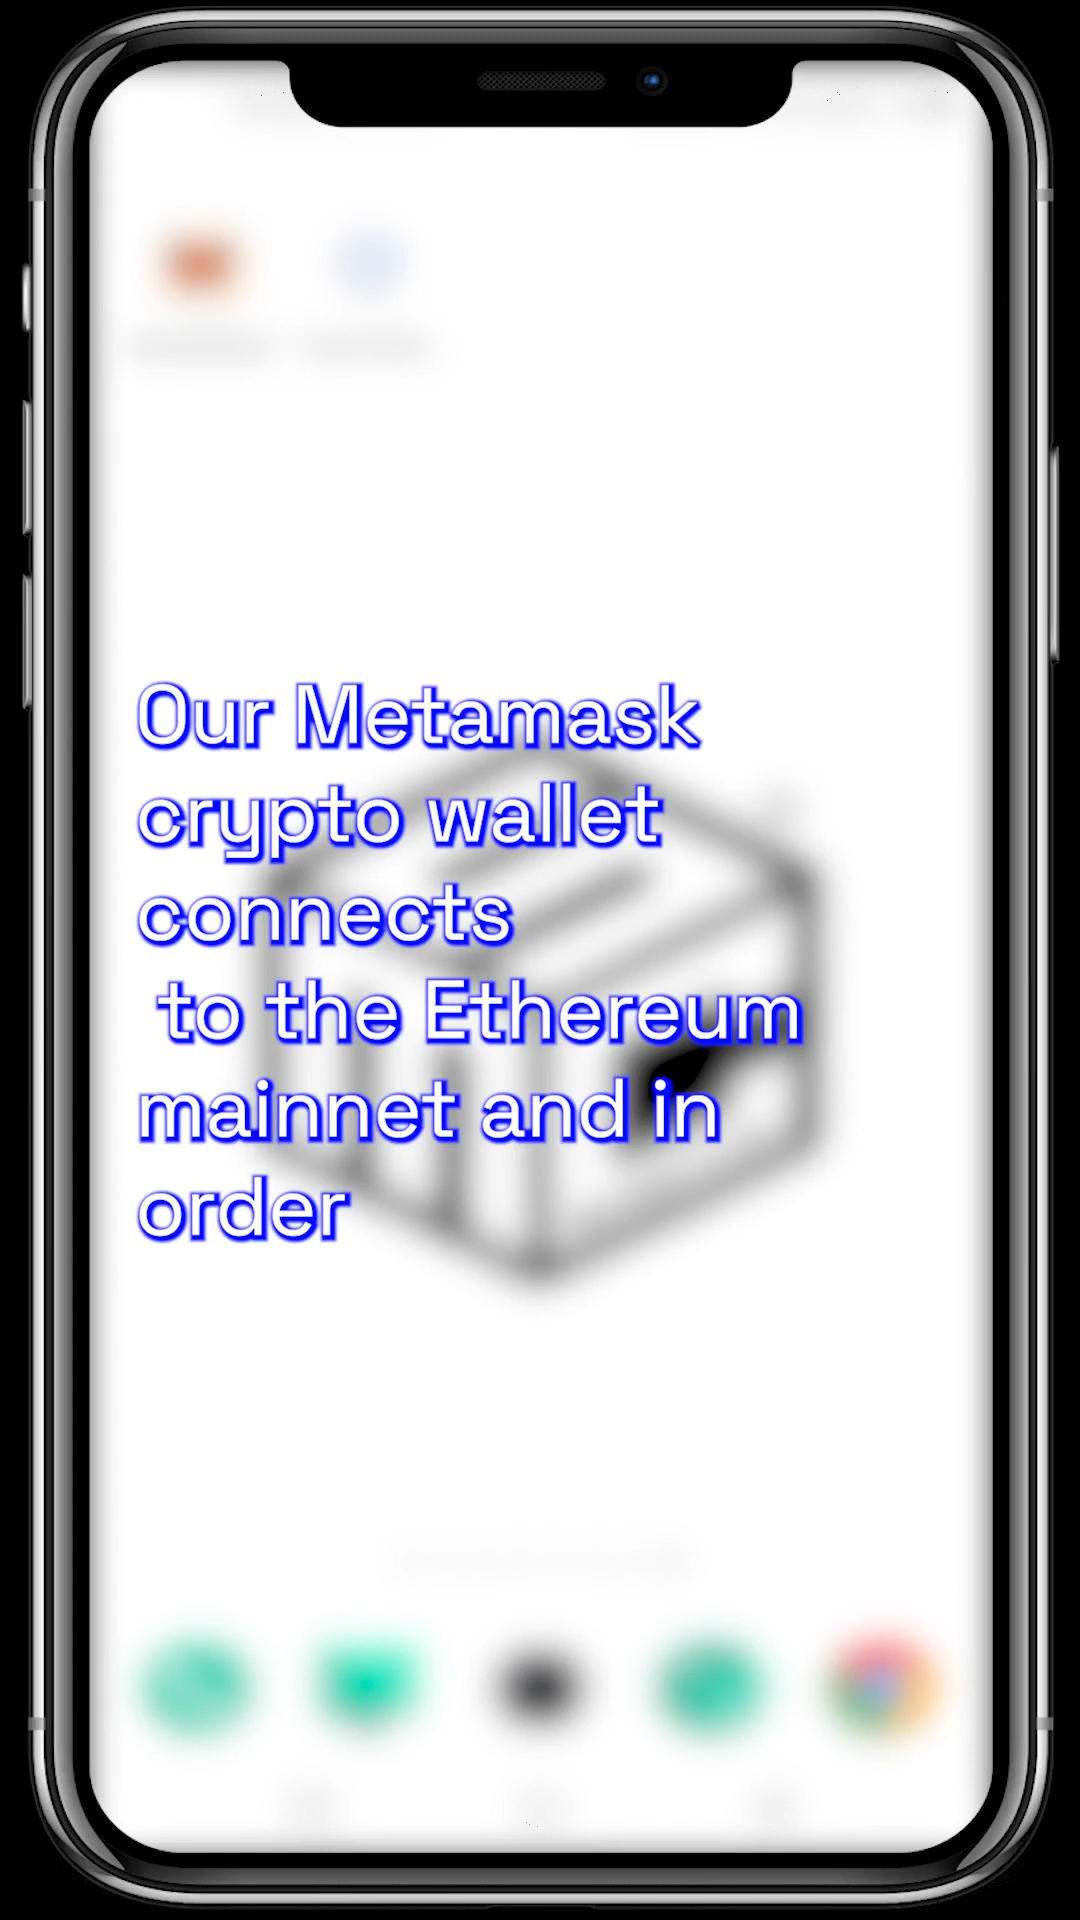 Our Metamask
crypto wallet
connects
to the Ethereum
mainnet and in
order